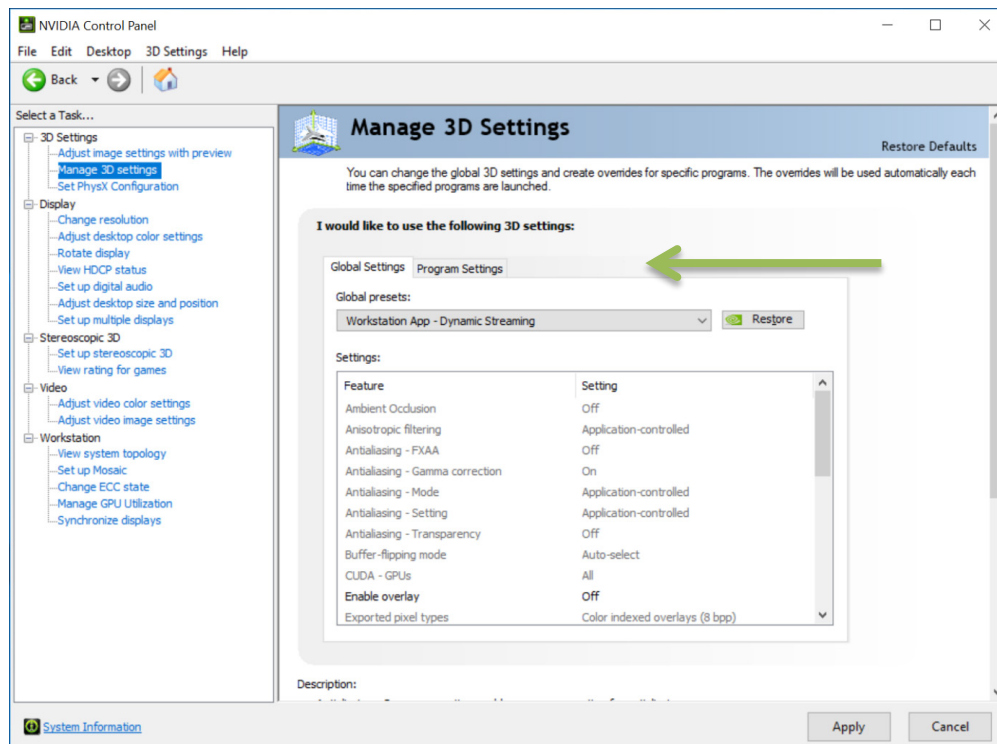 NVIDIA Control Panel
File Edit Desktop 3D Settings Help
Back
Select a Task...
3D Settings
Adjust image settings with preview
Manage 3D settings
Set PhysX Configuration
Display
Change resolution
Adjust desktop color settings
Rotate display
View HDCP status
Set up digital audio
Adjust desktop size and position
Set up multiple displays
Stereoscopic 3D
Set up stereoscopic 3D
View rating for games
Video
Adjust video color settings
Adjust video image settings
Workstation
View system topology
Set up Mosaic
Change ECC state
Manage GPU Utilization
Synchronize displays
System Information
Manage 3D Settings
Restore Defaults
You can change the global 3D settings and create overrides for specific programs. The overrides will be used automatically each
time the specified programs are launched.
I would like to use the following 3D settings:
Global Settings Program Settings
Global presets:
Workstation App - Dynamic Streaming Restore
Settings:
Feature Setting
Ambient Occlusion Off
Anisotropic filtering Application-controlled
Antialiasing - FXAA Off
Antialiasing - Gamma correction On
Antialiasing - Mode Application-controlled
Antialiasing - Setting Application-controlled
Antialiasing - Transparency Off
Buffer-flipping mode Auto-select
CUDA - GPUs All
Enable overlay Off
Exported pixel types Color indexed overlays (8 bpp)
Description:
Apply Cancel